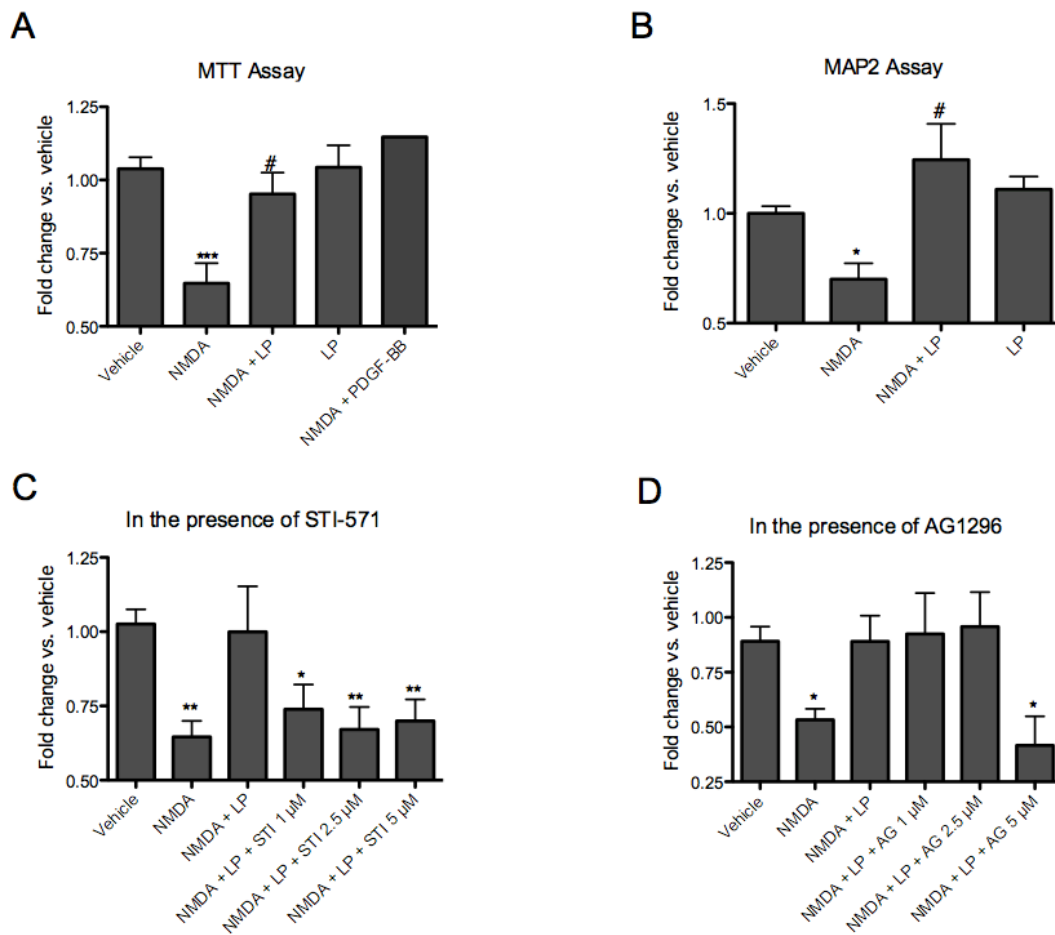 A
MTT Assay
Fold change vs. vehicle
1.25
1.00
0.75
0.50
***
#
Vehicle
NMDA
NMDA + LP
LP
NMDA + PDGF-BB
B
MAP2 Assay
Fold change vs. vehicle
1.5
1.0
0.5
*
#
Vehicle
NMDA
NMDA + LP
LP
C
In the presence of STI-571
Fold change vs. vehicle
1.25
1.00
0.75
0.50
**
*
**
**
Vehicle
NMDA
NMDA + LP
NMDA + LP + STI 1 μM
NMDA + LP + STI 2.5 μM
NMDA + LP + STI 5 μM
D
In the presence of AG1296
Fold change vs. vehicle
1.25
1.00
0.75
0.50
0.25
*
*
Vehicle
NMDA
NMDA + LP
NMDA + LP + AG 1 μM
NMDA + LP + AG 2.5 μM
NMDA + LP + AG 5 μM